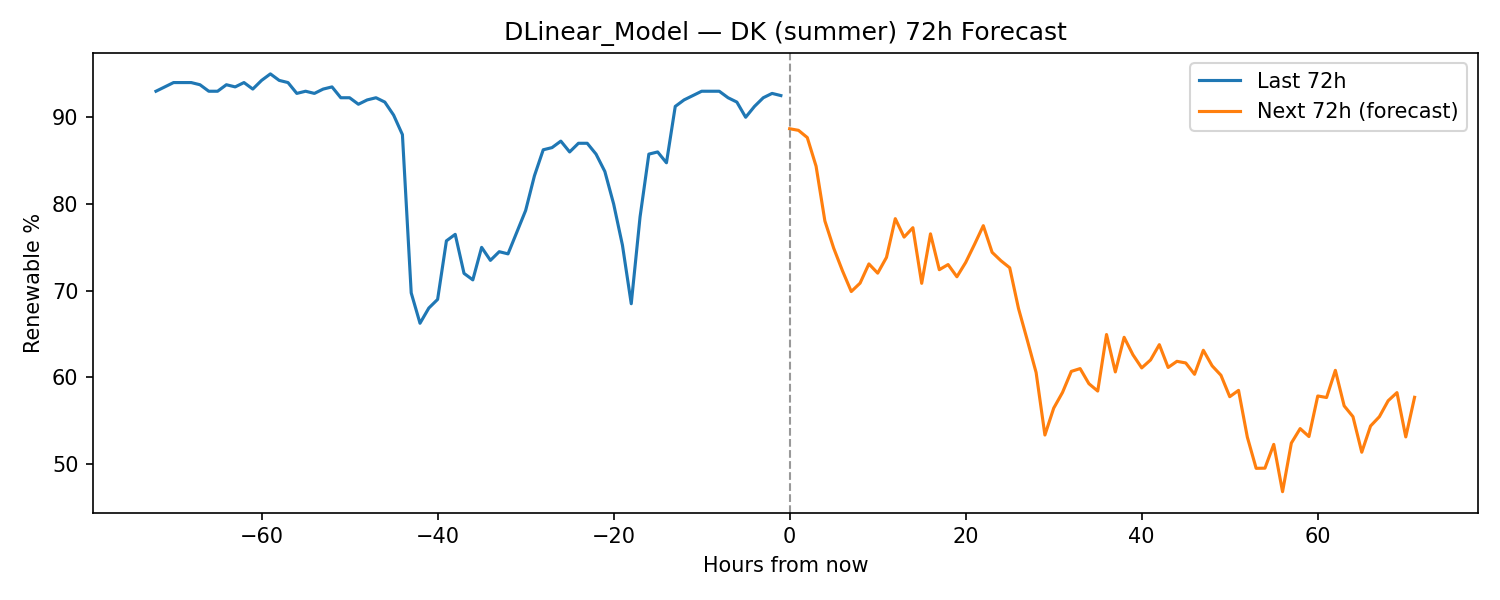 DLinear_Model — DK (summer) 72h Forecast
Last 72h
Next 72h (forecast)
Renewable %
90
80
70
60
50
−60
−40
−20
0
20
40
60
Hours from now